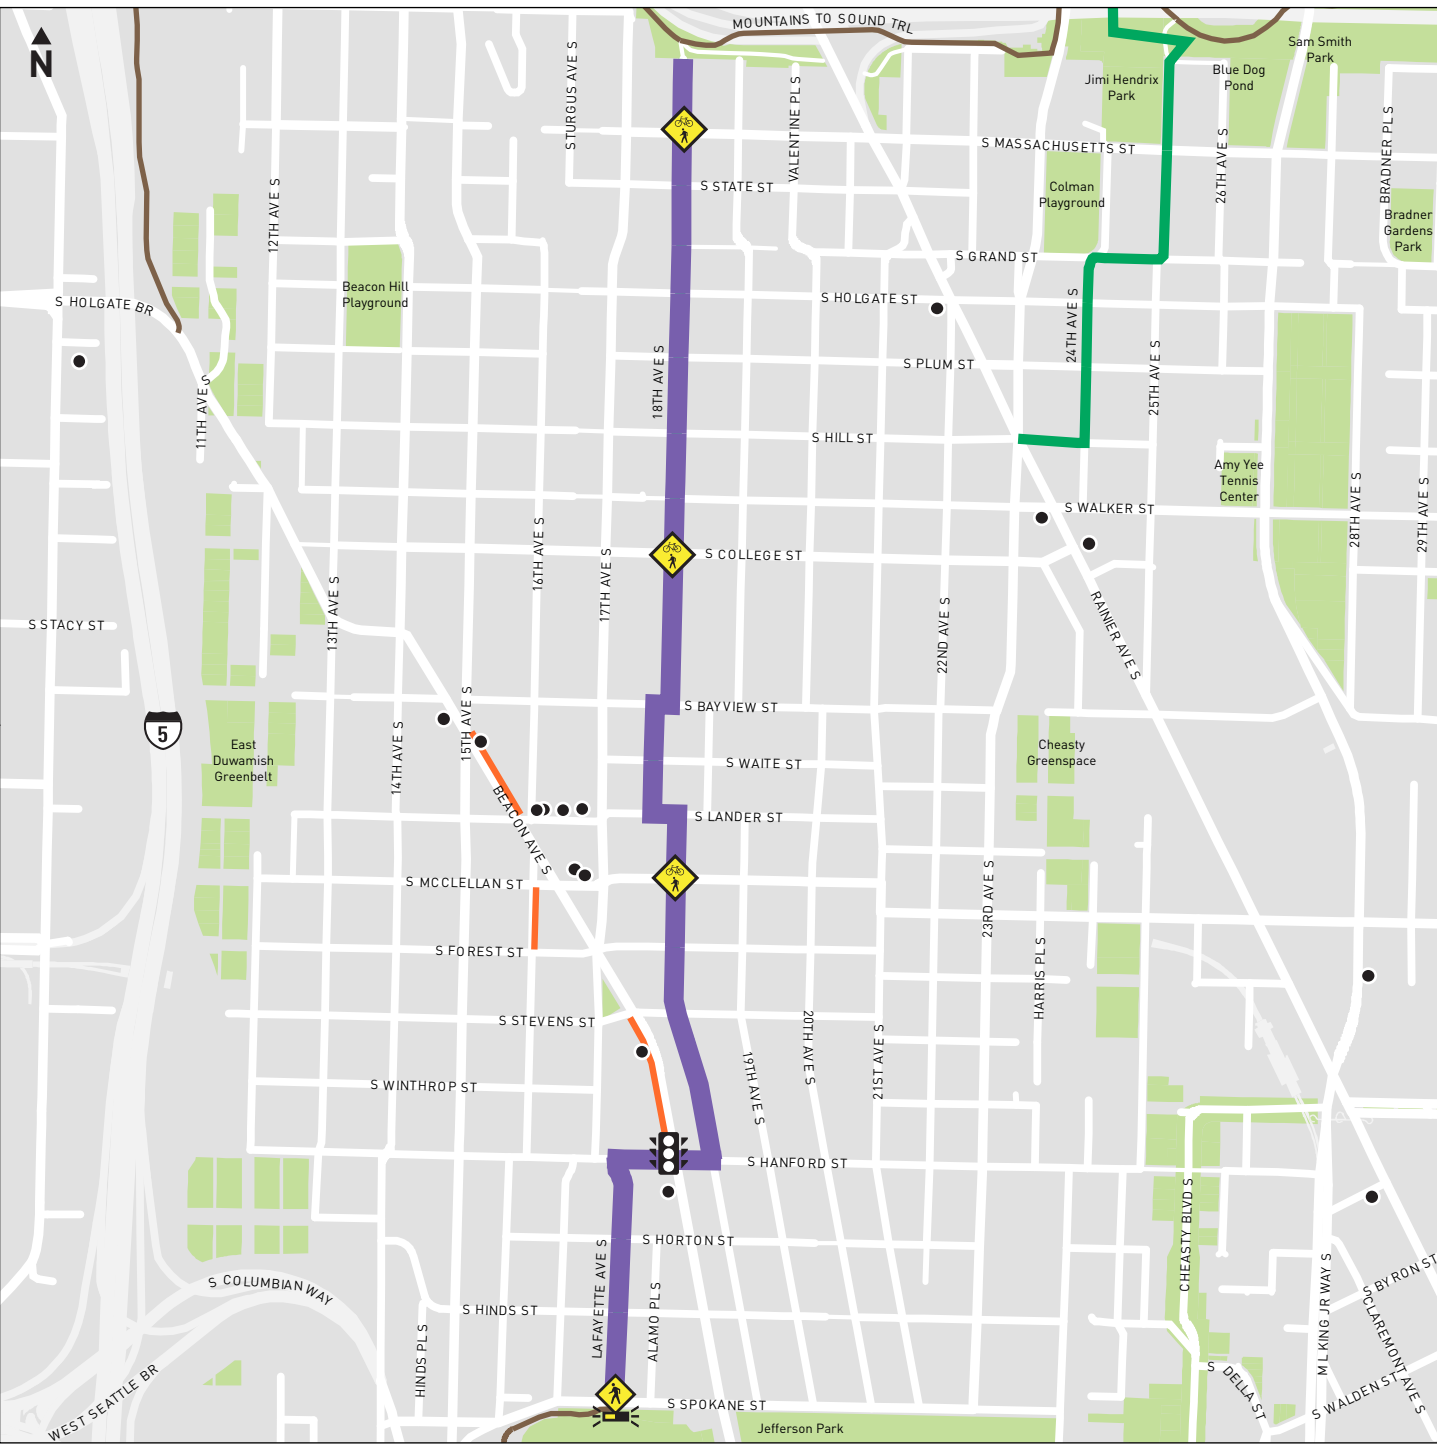 MOUNTAINS TO SOUND TRL
N
Sam Smith
Park
Jimi Hendrix
Park
Blue Dog
Pond
STURGUS AVE S
VALENTINE PL S
S MASSACHUSETTS ST
26TH AVE S
BRADNER PL S
S STATE ST
Colman
Playground
12TH AVE S
Bradner
Gardens
Park
S GRAND ST
Beacon Hill
Playground
S HOLGATE BR
S HOLGATE ST
24TH AVE S
S PLUM ST
18TH AVE S
25TH AVE S
11TH AVE S
S HILL ST
Amy Yee
Tennis
Center
S WALKER ST
28TH AVE S
29TH AVE S
16TH AVE S
17TH AVE S
S COLLEGE ST
13TH AVE S
22ND AVE S
RAINIER AVE S
S STACY ST
S BAYVIEW ST
15TH AVE S
14TH AVE S
5
East
Duwamish
Greenbelt
Cheasty
Greenspace
S WAITE ST
BEACON AVE S
S LANDER ST
S MCCLELLAN ST
23RD AVE S
S FOREST ST
HARRIS PL S
S STEVENS ST
20TH AVE S
21ST AVE S
19TH AVE S
S WINTHROP ST
S HANFORD ST
CHEASTY BLVD S
S HORTON ST
LAFAYETTE AVE S
ALAMO PL S
S COLUMBIAN WAY
S HINDS ST
HINDS PL S
M L KING JR WAY S
S BYRON ST
CLAREMONT AVE S
WEST SEATTLE BR
S DELLA ST
S WALDEN ST
S SPOKANE ST
Jefferson Park